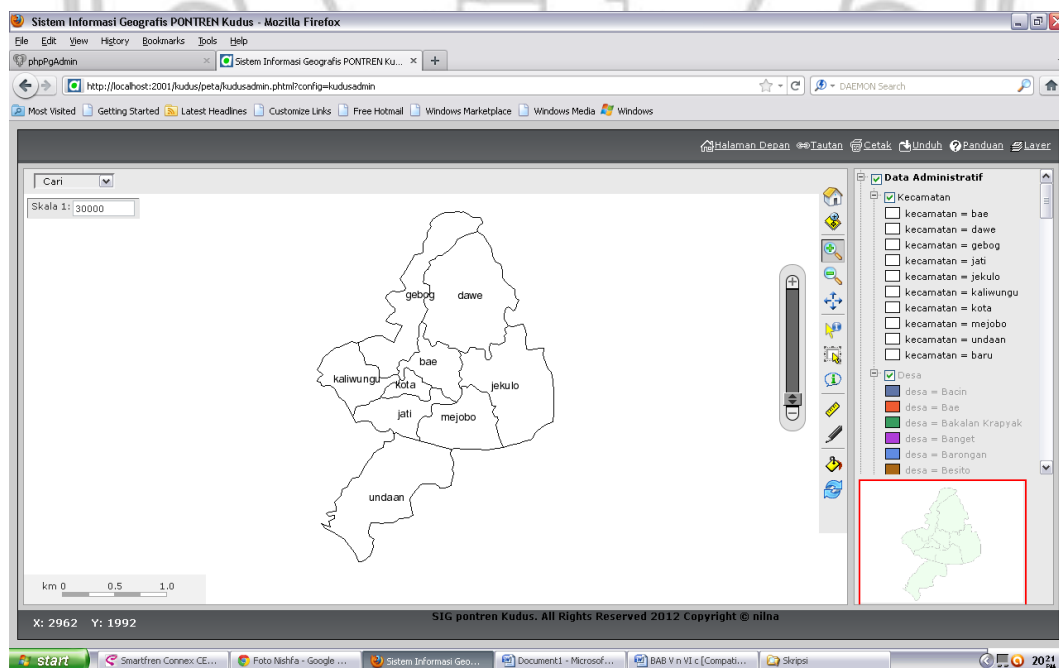 Sistem Informasi Geografis PONTREN Kudus - Mozilla Firefox
File Edit View History Bookmarks Tools Help
phpPgAdmin
Sistem Informasi Geografis PONTREN Ku...
http://localhost:2001/kudus/peta/kudusadmin.phtml?config=kudusadmin
DAEMON Search
Most Visited Getting Started Latest Headlines Customize Links Free Hotmail Windows Marketplace Windows Media Windows
Halaman Depan Tautan Cetak Unduh Panduan Layer
Cari
Skala 1: 30000
gebog
dawe
bae
kaliwungu
kota
jekulo
jati
mejobo
undaan
km 0 0.5 1.0
Data Administratif
Kecamatan
kecamatan = bae
kecamatan = dawe
kecamatan = gebog
kecamatan = jati
kecamatan = jekulo
kecamatan = kaliwungu
kecamatan = kota
kecamatan = mejobo
kecamatan = undaan
kecamatan = baru
Desa
desa = Bacin
desa = Bae
desa = Bakalan Krapyak
desa = Banget
desa = Barongan
desa = Besito
X: 2962 Y: 1992
SIG pontren Kudus. All Rights Reserved 2012 Copyright © nilna
start
Smartfren Connex CE...
Foto Nishfa - Google ...
Sistem Informasi Geo...
Document1 - Microsof...
BAB V n VI c [Compati...
Skripsi